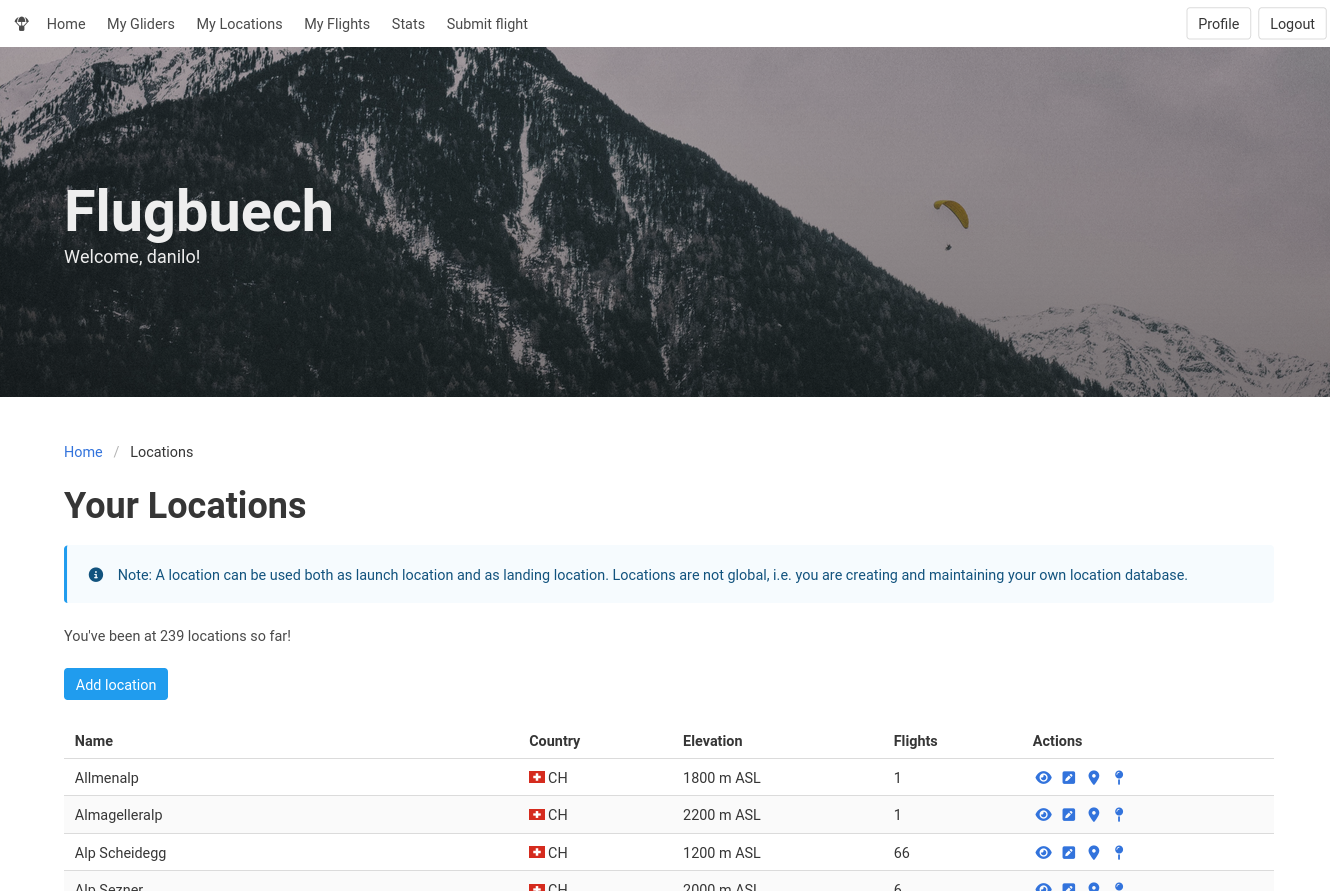 Home My Gliders My Locations My Flights Stats Submit flight Profile Logout
Flugbuech
Welcome, danilo!
Home / Locations
Your Locations
Note: A location can be used both as launch location and as landing location. Locations are not global, i.e. you are creating and maintaining your own location database.
You've been at 239 locations so far!
Add location
Name Country Elevation Flights Actions
Allmenalp CH 1800 m ASL 1
Almagelleralp CH 2200 m ASL 1
Alp Scheidegg CH 1200 m ASL 66
Alp Sezner CH 2000 m ASL 6